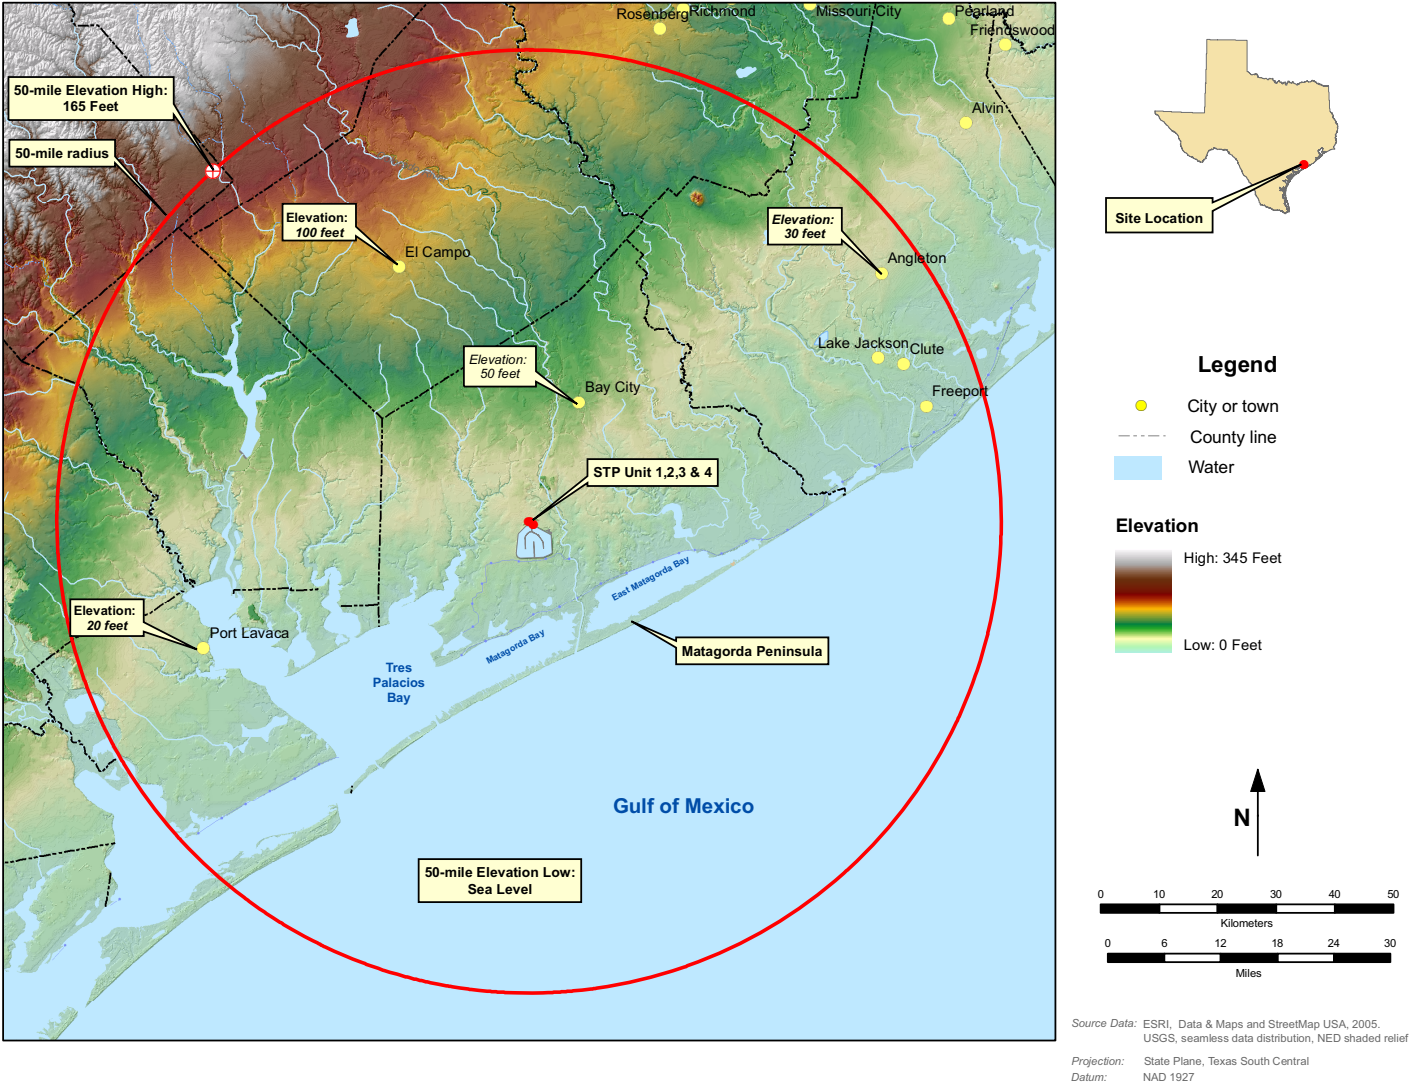 Rosenberg
Richmond
Missouri City
Pearland
Friendswood
50-mile Elevation High:
165 Feet
50-mile radius
Alvin
Elevation:
100 feet
El Campo
Elevation:
30 feet
Angleton
Lake Jackson
Clute
Elevation:
50 feet
Bay City
Freeport
STP Unit 1,2,3 & 4
East Matagorda Bay
Elevation:
20 feet
Port Lavaca
Matagorda Bay
Matagorda Peninsula
Tres
Palacios
Bay
Gulf of Mexico
50-mile Elevation Low:
Sea Level
Site Location
Legend
City or town
County line
Water
Elevation
High: 345 Feet
Low: 0 Feet
N
0 10 20 30 40 50
Kilometers
0 6 12 18 24 30
Miles
Source Data: ESRI, Data & Maps and StreetMap USA, 2005.
USGS, seamless data distribution, NED shaded relief
Projection: State Plane, Texas South Central
Datum: NAD 1927